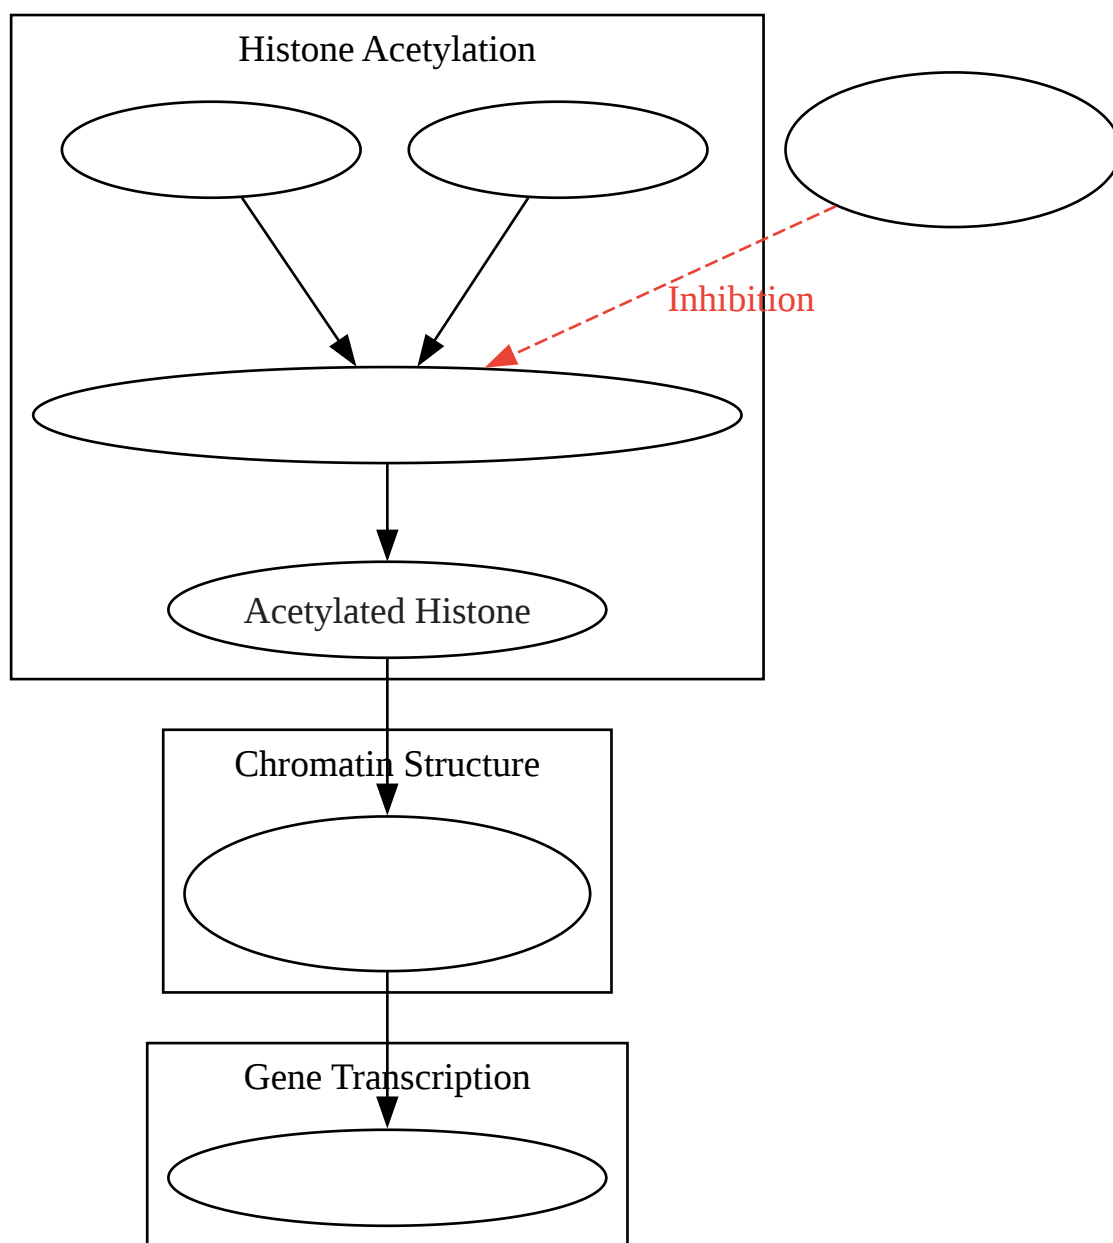 Histone Acetylation
Inhibition
Acetylated Histone
Chromatin Structure
Gene Transcription